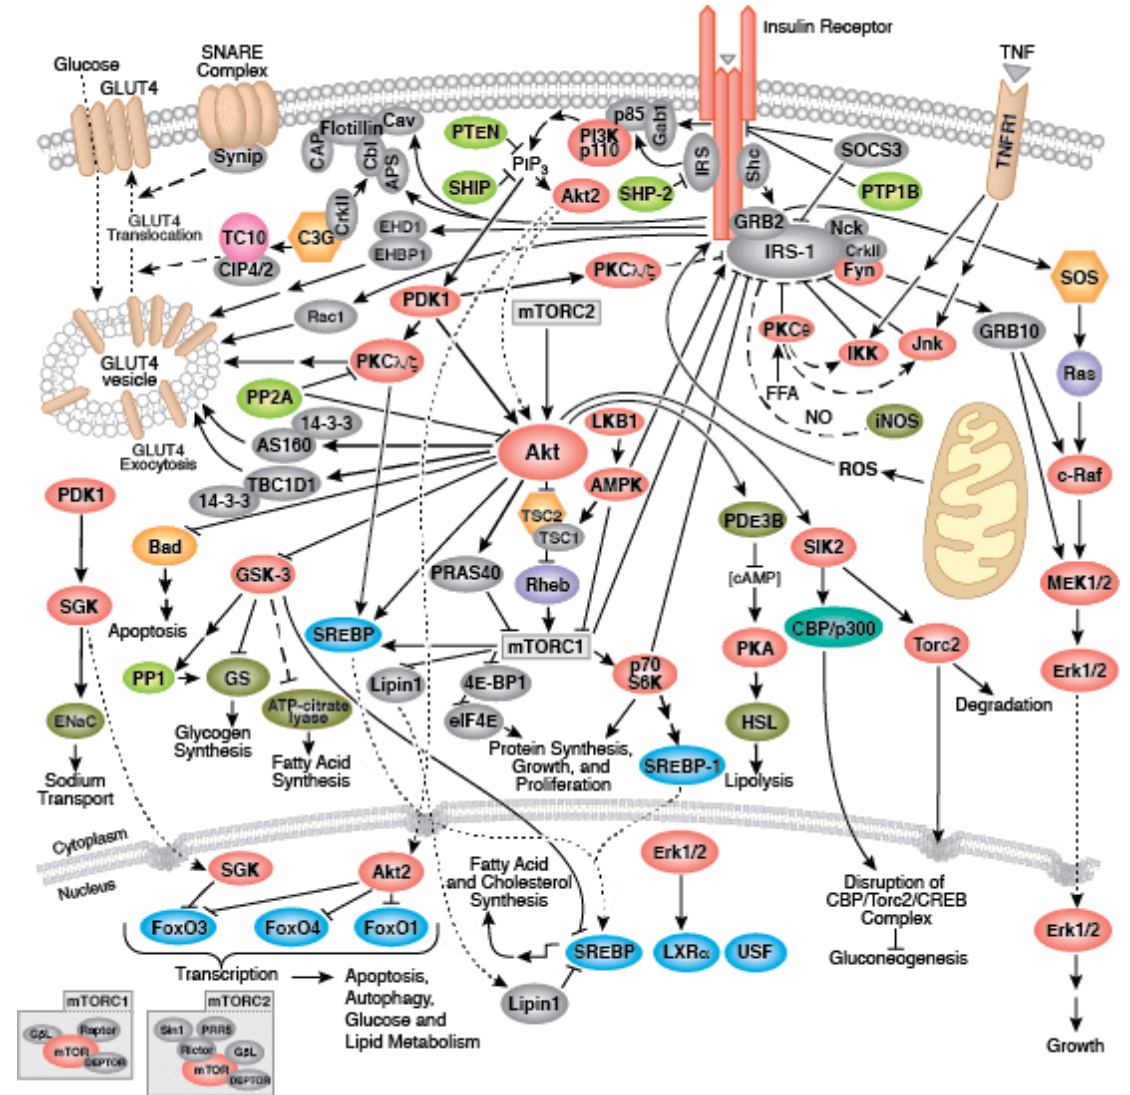 Insulin Receptor
SNARE
Complex
TNF
Glucose
GLUT4
Synip
CAP
Flotillin
Cav
Cbl
APS
CrkII
PTEN
SHIP
PIP3
PI3K
p110
p85
Gab1
IRS
Shc
SHP-2
Akt2
SOCS3
PTP1B
TNFR1
GLUT4
Translocation
TC10
CIP4/2
C3G
EHD1
EHBP1
GRB2
Nck
IRS-1
CrkII
Fyn
SOS
PKCλ/ζ
PDK1
mTORC2
Rac1
PKCθ
IKK
Jnk
GRB10
FFA
Ras
GLUT4
vesicle
PKCλ/ζ
PP2A
NO
iNOS
14-3-3
AS160
GLUT4
Exocytosis
TBC1D1
14-3-3
Akt
LKB1
AMPK
ROS
c-Raf
PDK1
Bad
GSK-3
TSC2
TSC1
PDE3B
SIK2
[cAMP]
PRAS40
Rheb
MEK1/2
SGK
Apoptosis
SREBP
mTORC1
CBP/p300
PKA
Torc2
PP1
GS
Lipin1
4E-BP1
p70
S6K
Erk1/2
ATP-citrate
lyase
eIF4E
HSL
Degradation
ENaC
Glycogen
Synthesis
Fatty Acid
Synthesis
Protein Synthesis,
Growth, and
Proliferation
SREBP-1
Lipolysis
Sodium
Transport
Cytoplasm
Nucleus
SGK
Akt2
Fatty Acid
and Cholesterol
Synthesis
Erk1/2
Disruption of
CBP/Torc2/CREB
Complex
Gluconeogenesis
FoxO3
FoxO4
FoxO1
SREBP
LXRα
USF
Erk1/2
Transcription
Apoptosis,
Autophagy,
Glucose and
Lipid Metabolism
Lipin1
Growth
mTORC1
GβL
Raptor
mTOR
DEPTOR
mTORC2
Sin1
PRR5
Rictor
GβL
mTOR
DEPTOR